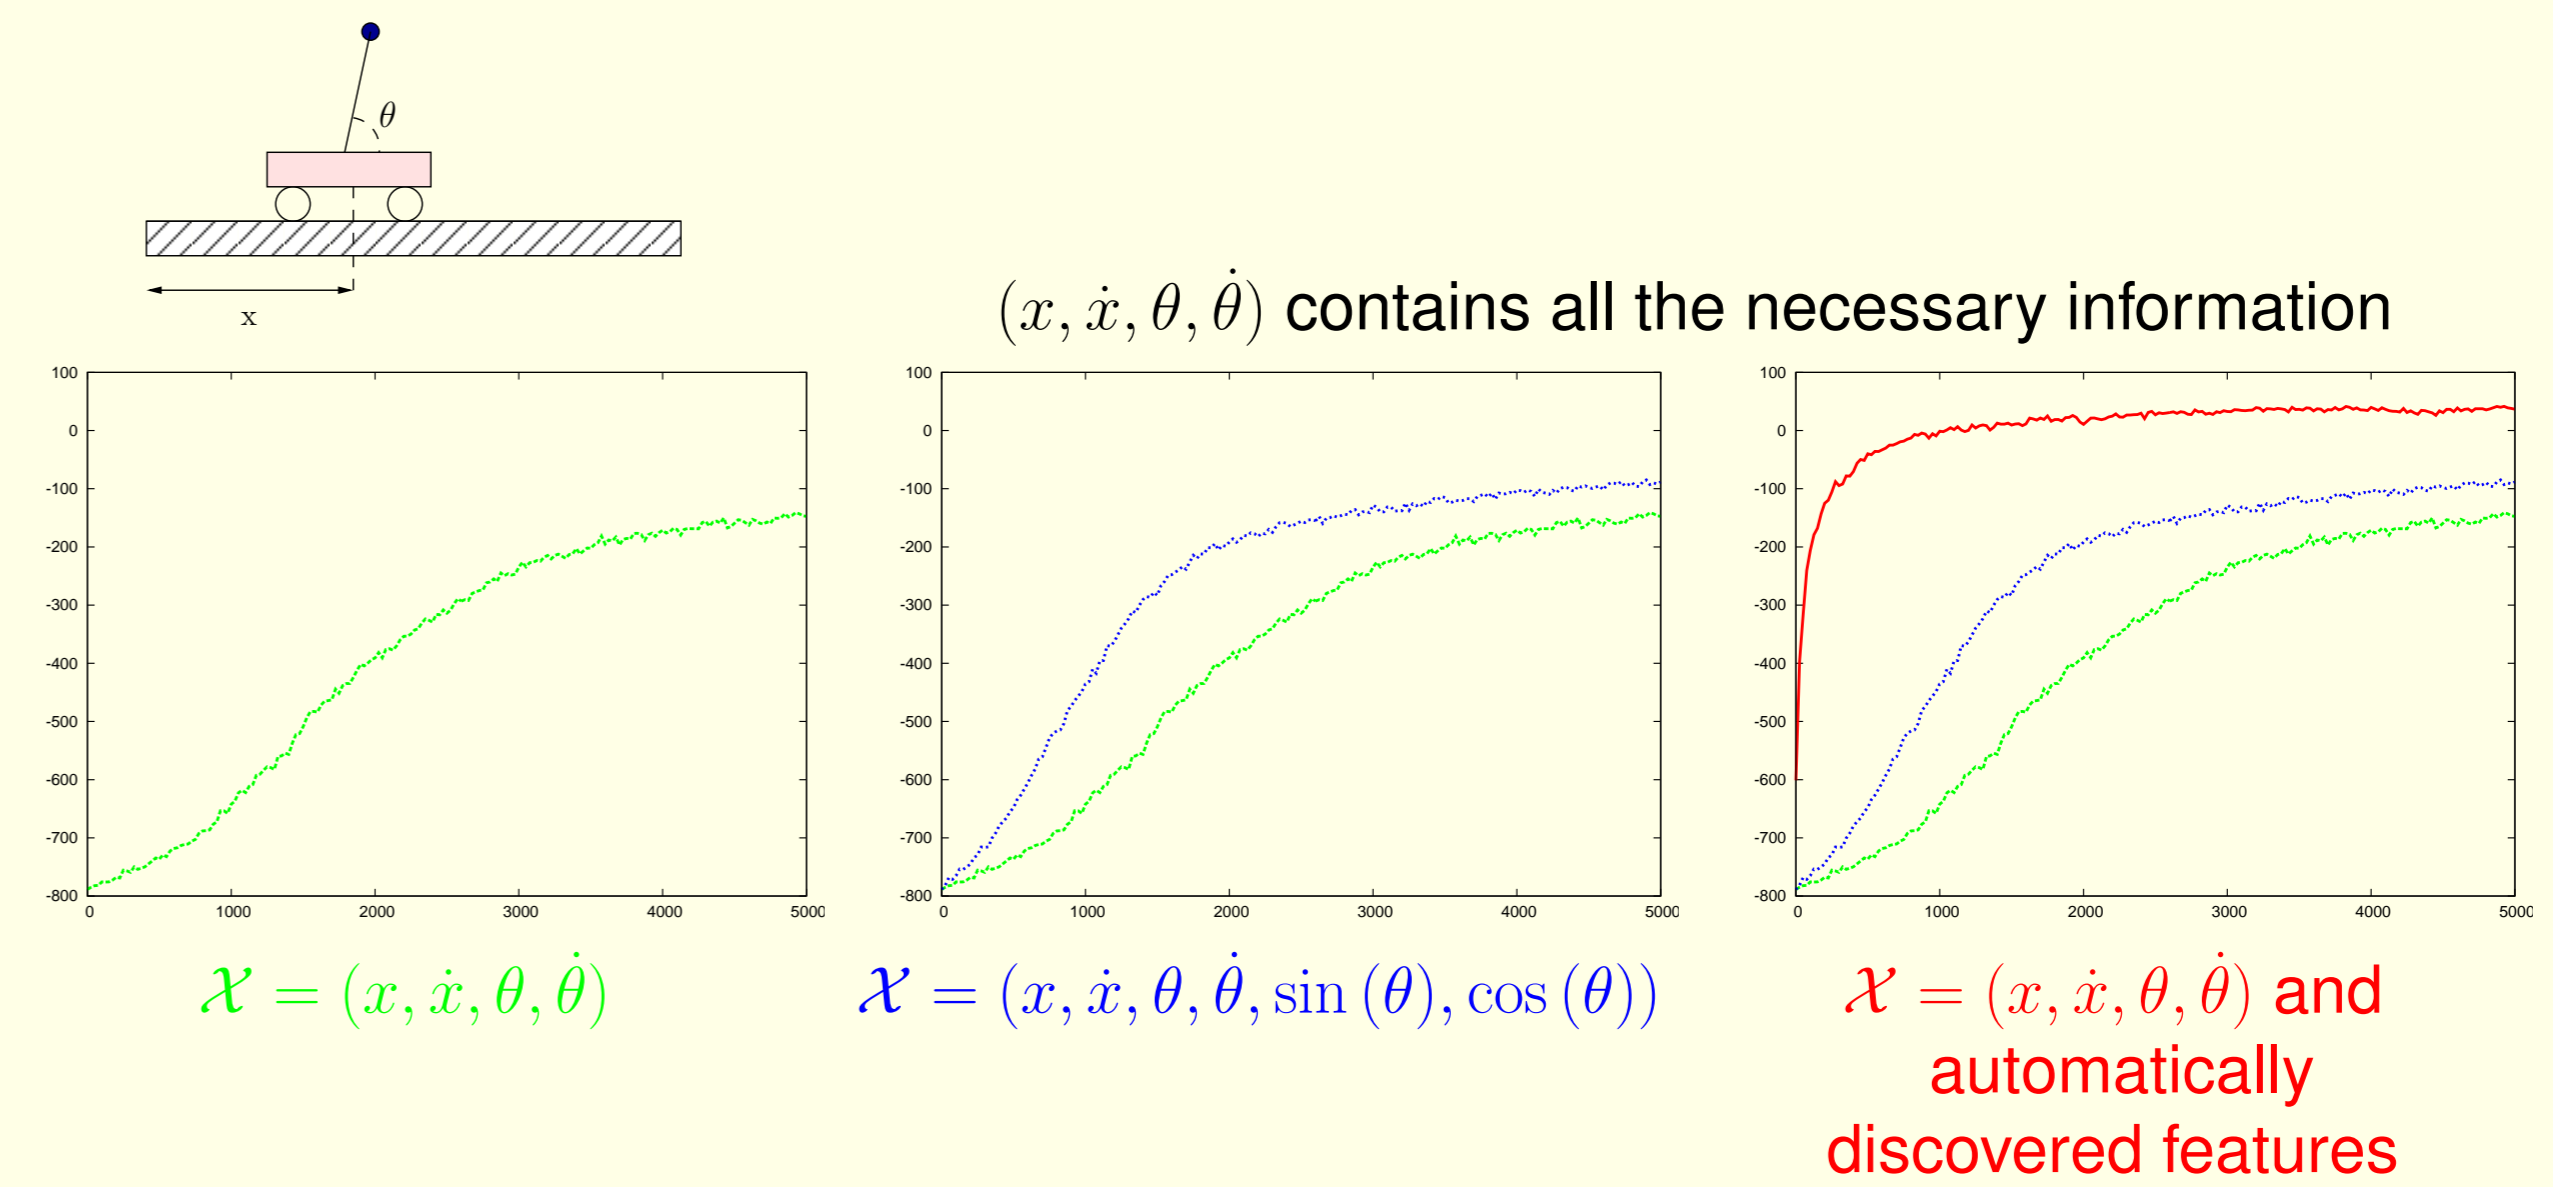 θ
x
(x, ẋ, θ, θ̇) contains all the necessary information
100
0
-100
-200
-300
-400
-500
-600
-700
-800
0 1000 2000 3000 4000 5000
100
0
-100
-200
-300
-400
-500
-600
-700
-800
0 1000 2000 3000 4000 5000
100
0
-100
-200
-300
-400
-500
-600
-700
-800
0 1000 2000 3000 4000 5000
𝒳 = (x, ẋ, θ, θ̇)
𝒳 = (x, ẋ, θ, θ̇, sin (θ), cos (θ))
𝒳 = (x, ẋ, θ, θ̇) and
automatically
discovered features